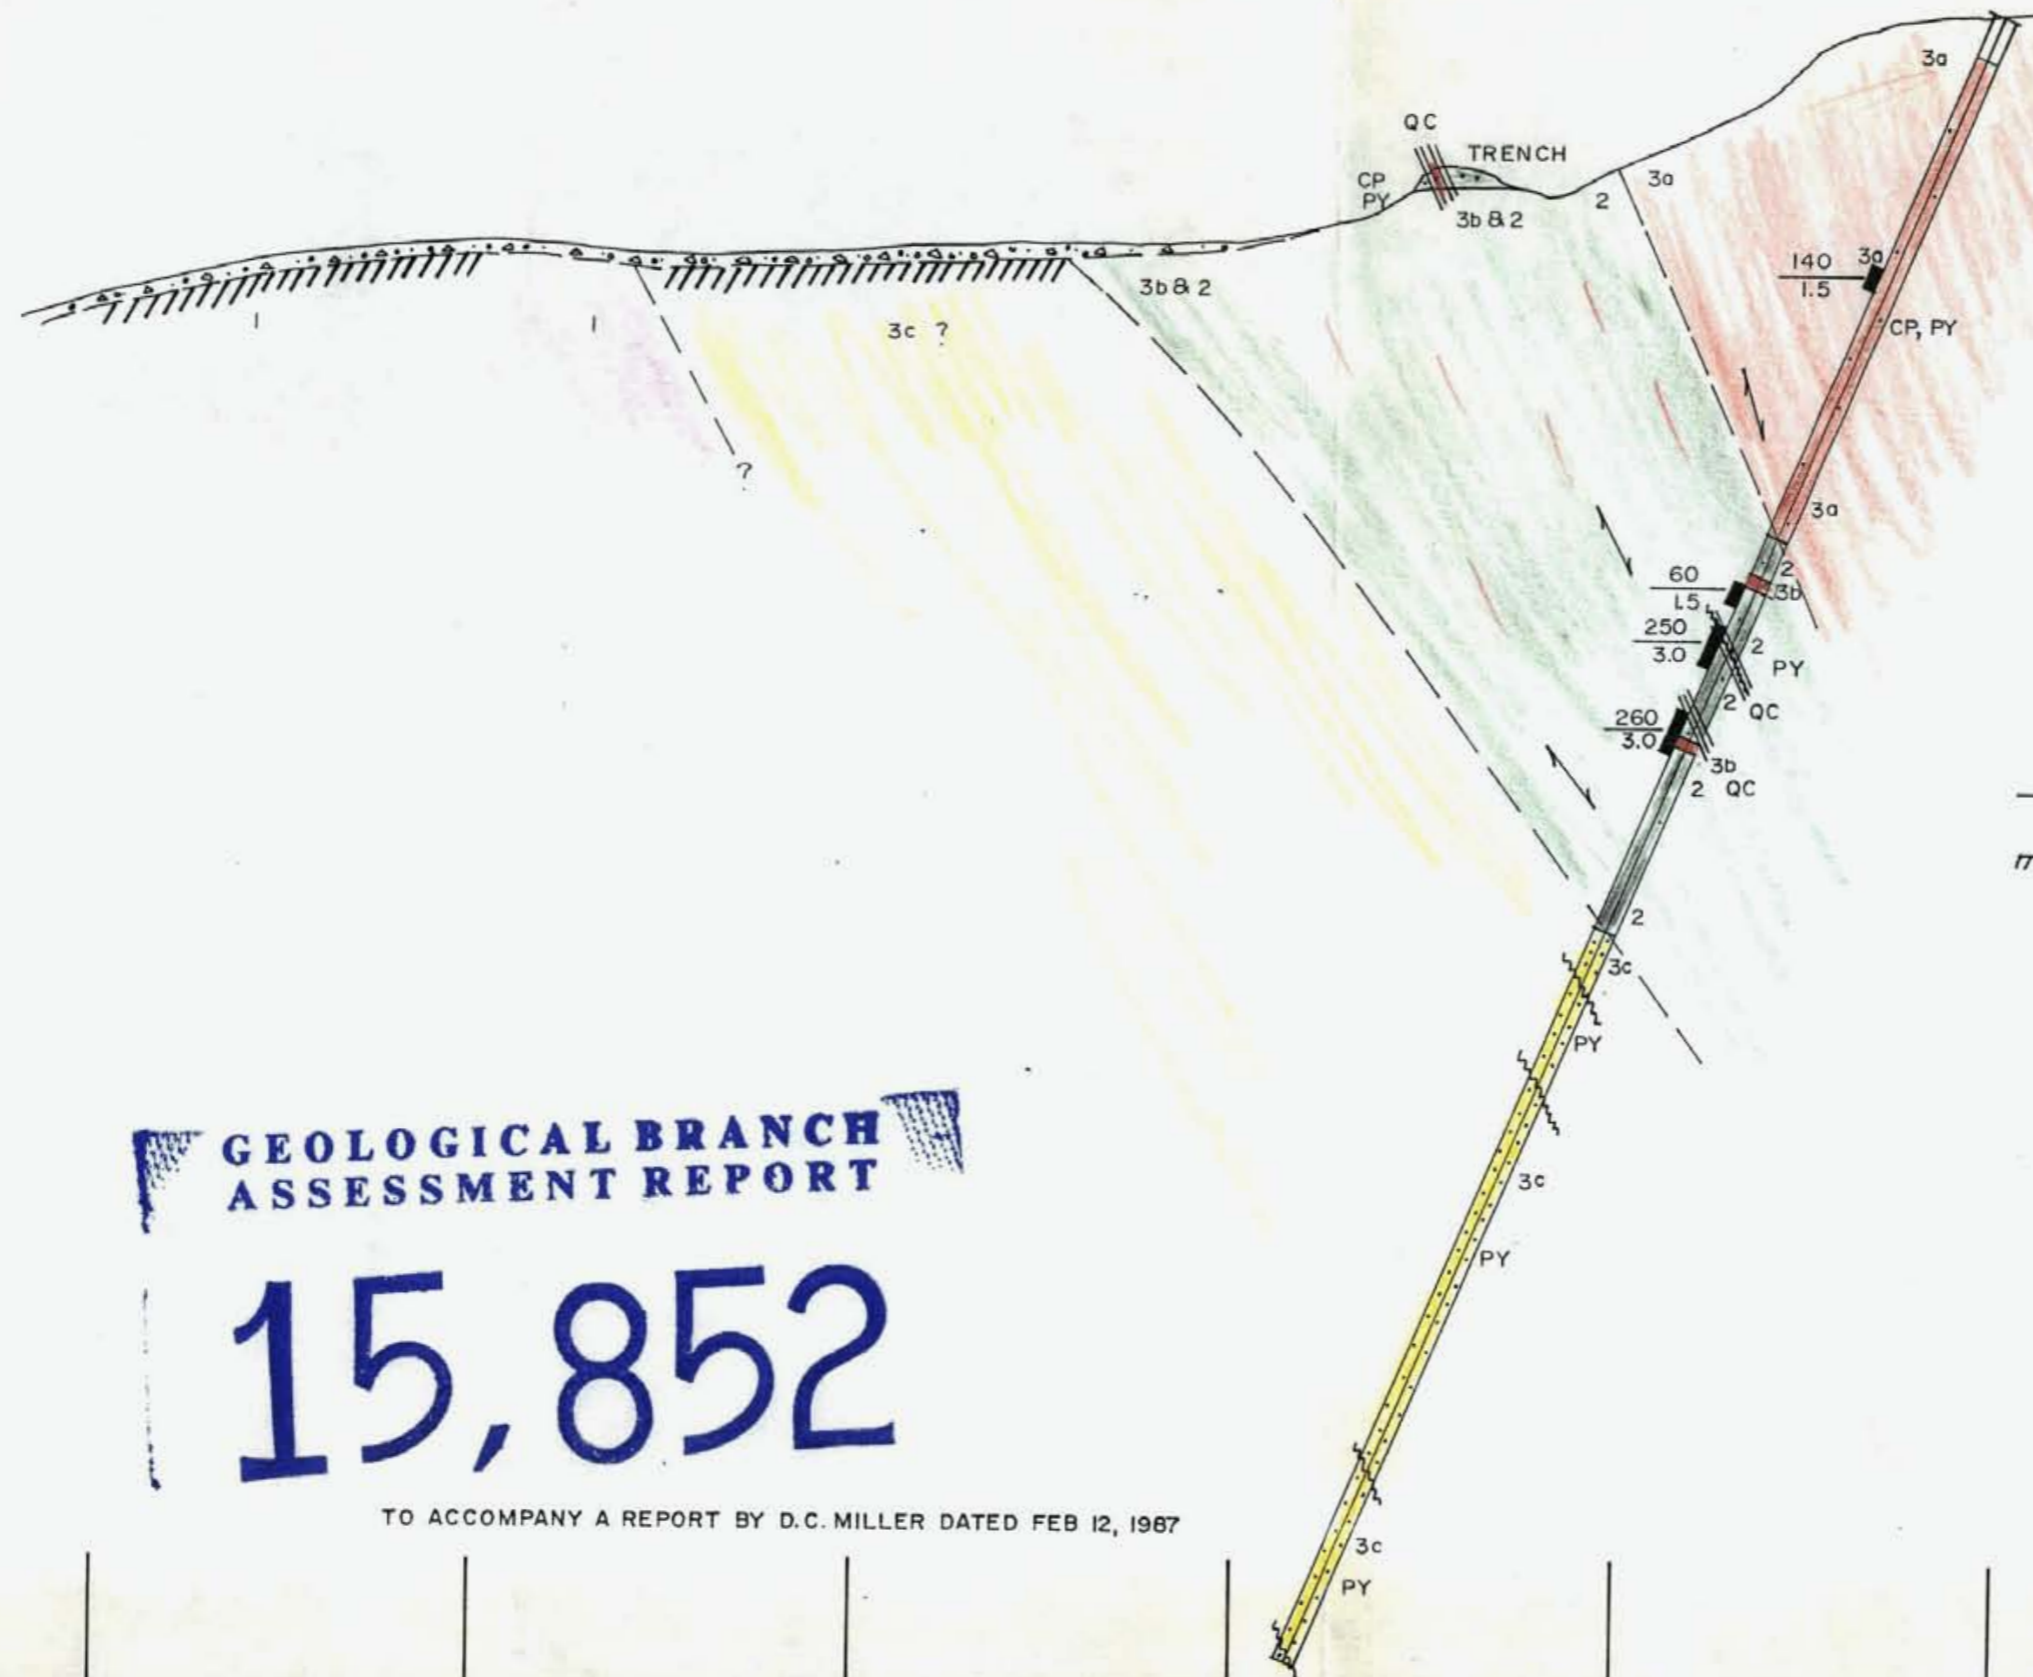 3a
QC
TRENCH
CP
PY
3a
2
3b & 2
3a
140
1.5
3b & 2
1
1
3c ?
CP, PY
?
3a
2
60
1.5
3b
250
3.0
2
PY
2
QC
260
3.0
3b
2
QC
2
3c
PY
GEOLOGICAL BRANCH
ASSESSMENT REPORT
3c
PY
15,852
TO ACCOMPANY A REPORT BY D.C. MILLER DATED FEB 12, 1987
3c
PY